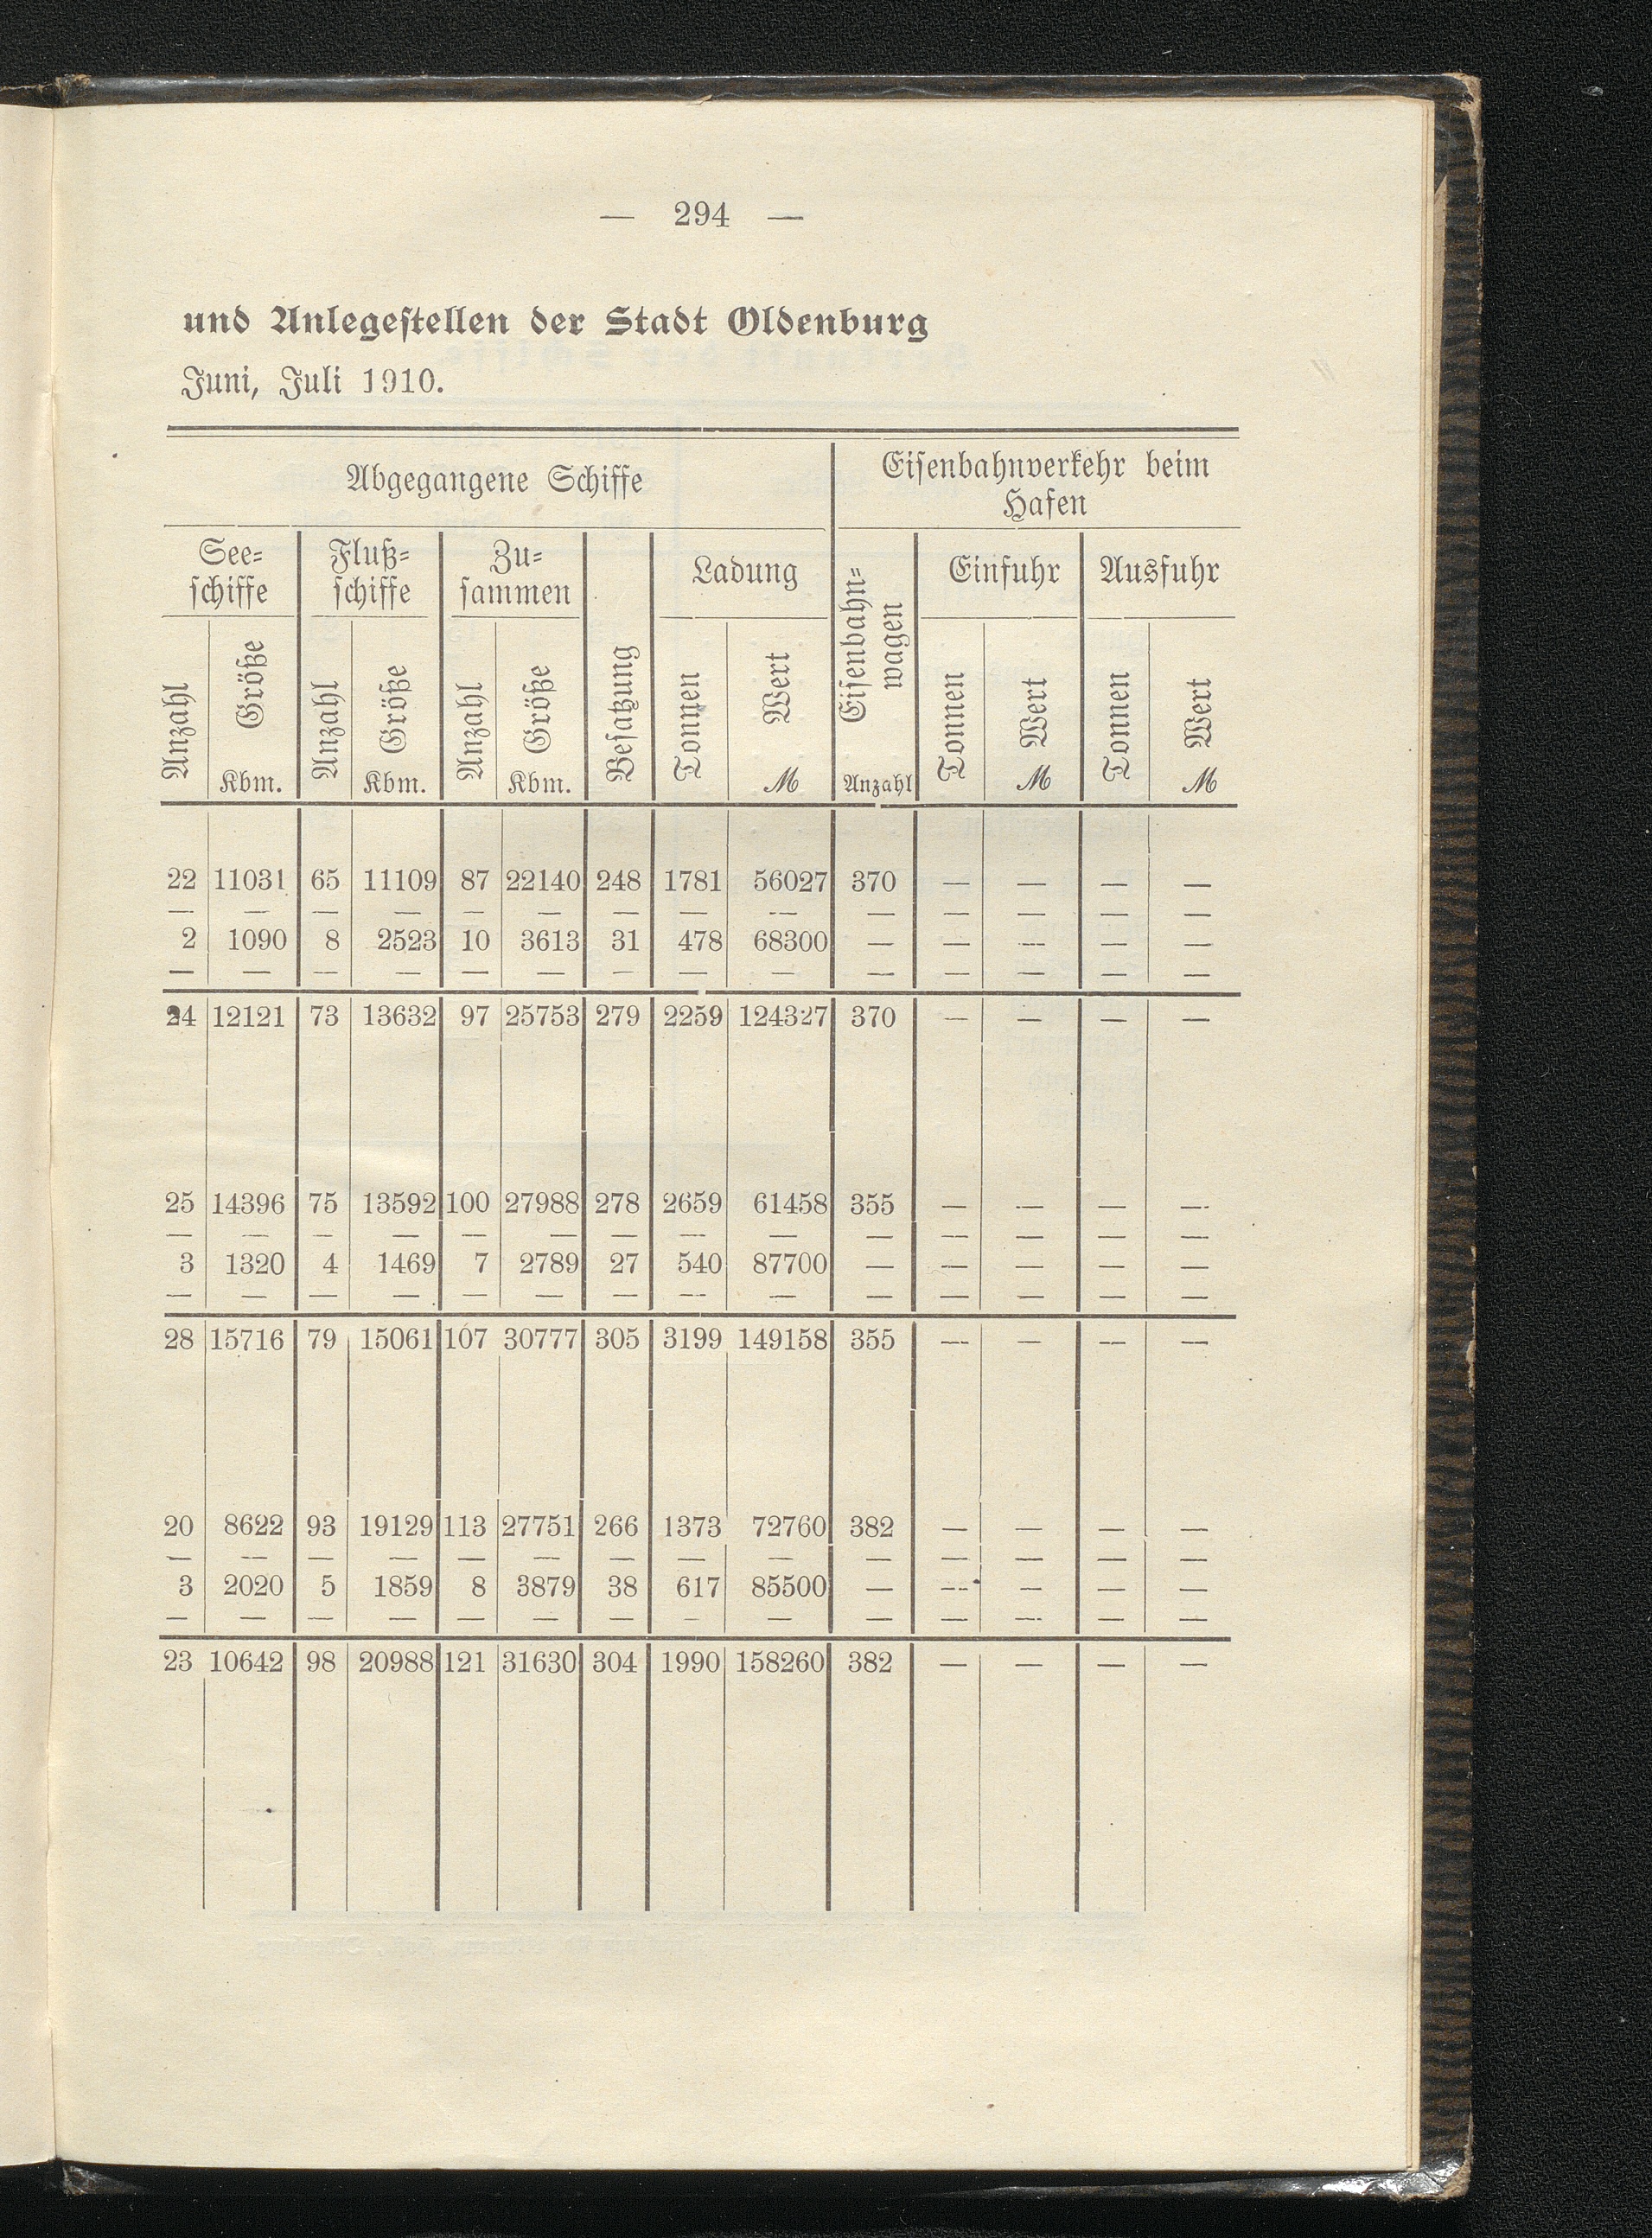 — 294 —
und Anlegestellen der Stadt Oldenburg
Juni, Juli 1910.
Abgegangene Schiffe | Eisenbahnverkehr beim
Hafen
See= | Fluß= | Zu= | Ladung | Einfuhr | Ausfuhr
schiffe | schiffe | sammen
Anzahl | Größe | Anzahl | Größe | Anzahl | Größe | Besatzung | Tonnen | Wert | Eisenbahn=wagen | Tonnen | Wert | Tonnen | Wert
Kbm. | Kbm. | Kbm. | M | Anzahl | M | M
22 | 11031 | 65 | 11109 | 87 | 22140 | 248 | 1781 | 56027 | 370 | — | — | — | —
— | — | — | — | — | — | — | — | — | — | — | — | — | —
2 | 1090 | 8 | 2523 | 10 | 3613 | 31 | 478 | 68300 | — | — | — | — | —
— | — | — | — | — | — | — | — | — | — | — | — | — | —
24 | 12121 | 73 | 13632 | 97 | 25753 | 279 | 2259 | 124327 | 370 | — | — | — | —
25 | 14396 | 75 | 13592 | 100 | 27988 | 278 | 2659 | 61458 | 355 | — | — | — | —
— | — | — | — | — | — | — | — | — | — | — | — | — | —
3 | 1320 | 4 | 1469 | 7 | 2789 | 27 | 540 | 87700 | — | — | — | — | —
— | — | — | — | — | — | — | — | — | — | — | — | — | —
28 | 15716 | 79 | 15061 | 107 | 30777 | 305 | 3199 | 149158 | 355 | — | — | — | —
20 | 8622 | 93 | 19129 | 113 | 27751 | 266 | 1373 | 72760 | 382 | — | — | — | —
— | — | — | — | — | — | — | — | — | — | — | — | — | —
3 | 2020 | 5 | 1859 | 8 | 3879 | 38 | 617 | 85500 | — | — | — | — | —
— | — | — | — | — | — | — | — | — | — | — | — | — | —
23 | 10642 | 98 | 20988 | 121 | 31630 | 304 | 1990 | 158260 | 382 | — | — | — | —